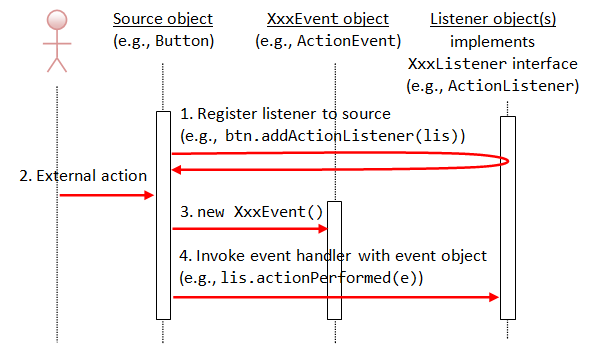 Source object
(e.g., Button)
XxxEvent object
(e.g., ActionEvent)
Listener object(s)
implements
XxxListener interface
(e.g., ActionListener)
1. Register listener to source
(e.g., btn.addActionListener(lis))
2. External action
3. new XxxEvent()
4. Invoke event handler with event object
(e.g., lis.actionPerformed(e))